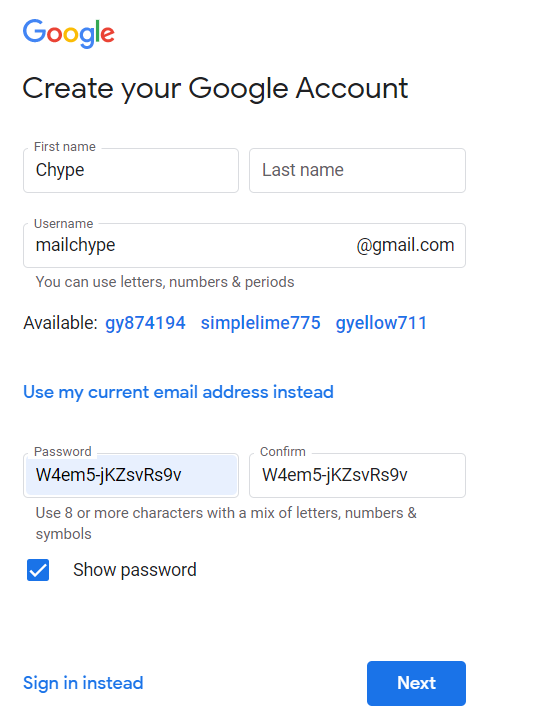 Google
Create your Google Account
First name
Chype
Last name
Username
mailchype @gmail.com
You can use letters, numbers & periods
Available: gy874194 simplelime775 gyellow711
Use my current email address instead
Password Confirm
W4em5-jKZsvRs9v W4em5-jKZsvRs9v
Use 8 or more characters with a mix of letters, numbers &
symbols
Show password
Sign in instead Next